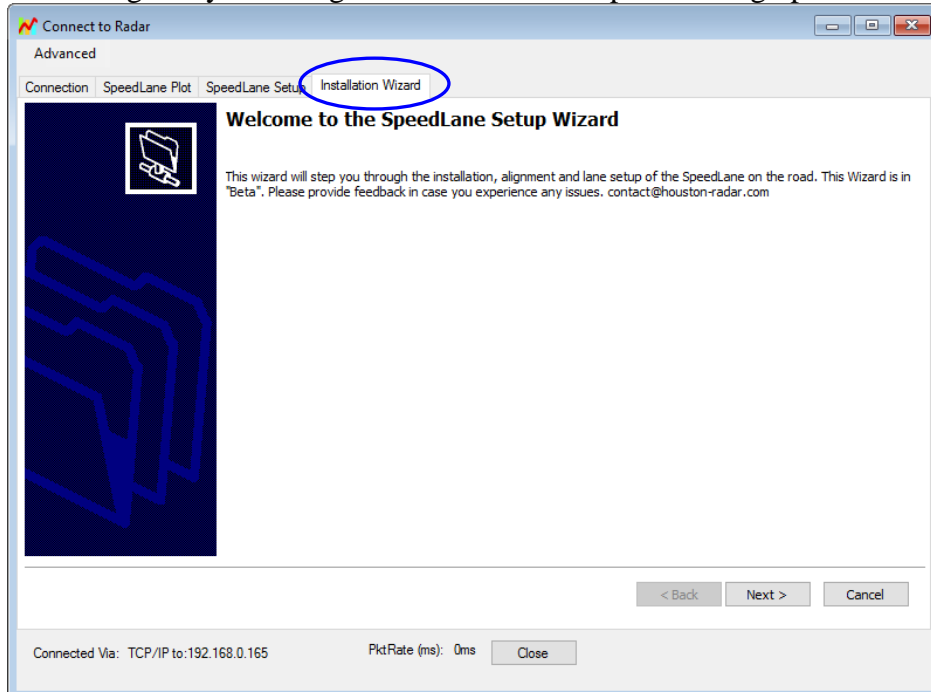 Connect to Radar
Advanced
Connection SpeedLane Plot SpeedLane Setup Installation Wizard
Welcome to the SpeedLane Setup Wizard
This wizard will step you through the installation, alignment and lane setup of the SpeedLane on the road. This Wizard is in
"Beta". Please provide feedback in case you experience any issues. contact@houston-radar.com
< Back Next > Cancel
Connected Via: TCP/IP to:192.168.0.165 PktRate (ms): 0ms Close